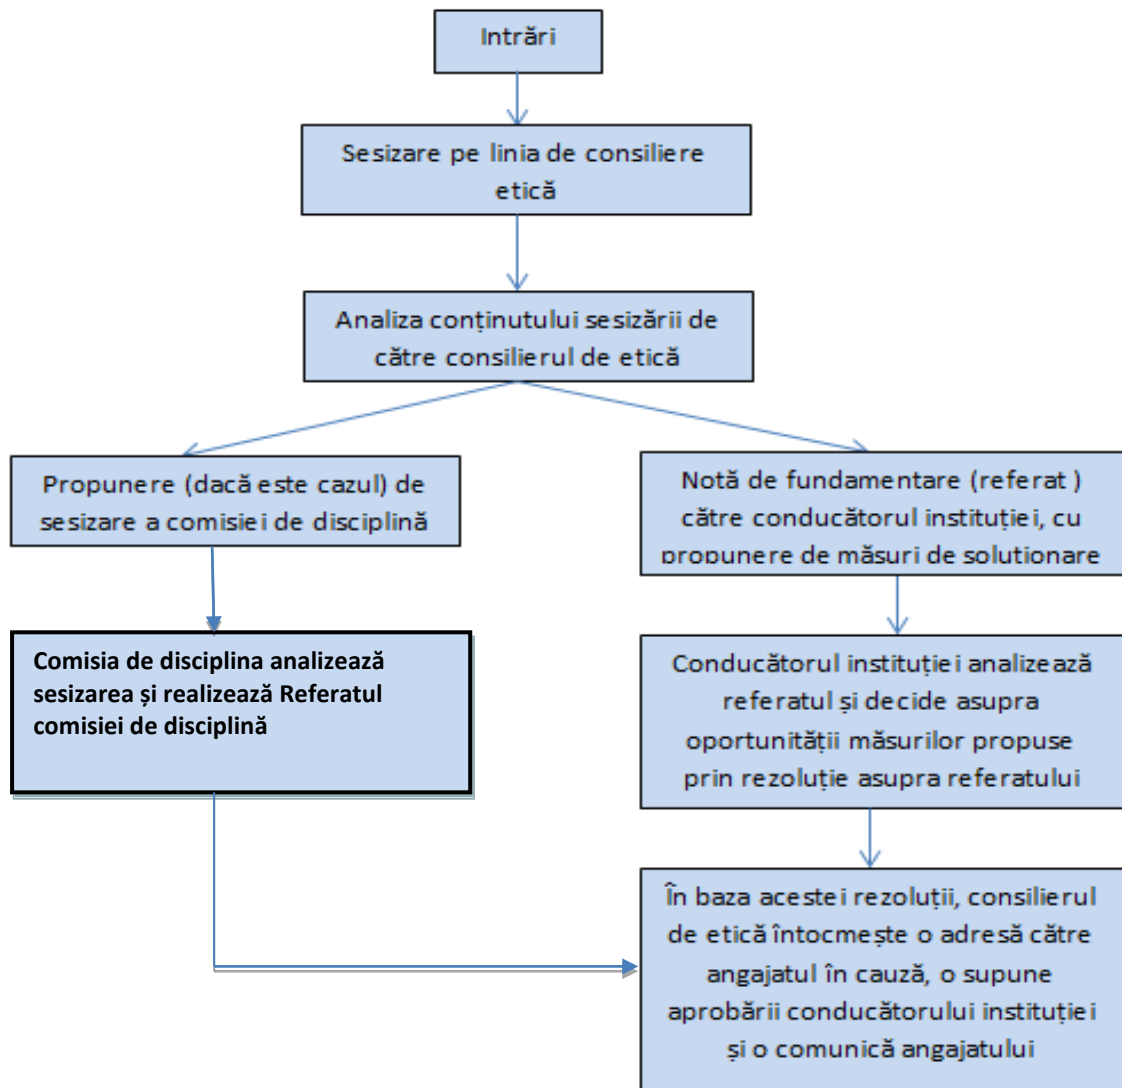 Intrări
Sesizare pe linia de consiliere
etică
Analiza conținutului sesizării de
către consilierul de etică
Propunere (dacă este cazul) de
sesizare a comisiei de disciplină
Notă de fundamentare (referat )
către conducătorul instituției, cu
propunere de măsuri de soluționare
Comisia de disciplina analizează
sesizarea și realizează Referatul
comisiei de disciplină
Conducătorul instituției analizează
referatul și decide asupra
oportunității măsurilor propuse
prin rezoluție asupra referatului
În baza acestei rezoluții, consilierul
de etică întocmește o adresă către
angajatul în cauză, o supune
aprobării conducătorului instituției
și o comunică angajatului